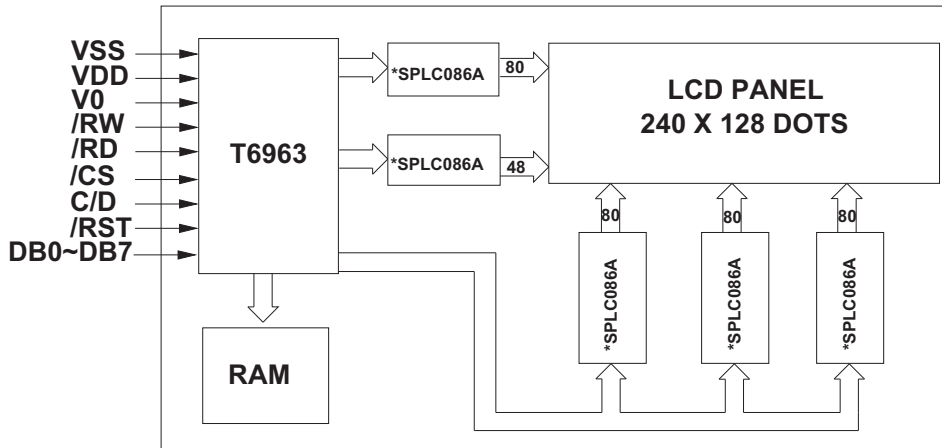 VSS
VDD
V0
/RW
/RD
/CS
C/D
/RST
DB0~DB7
T6963
RAM
*SPLC086A
80
*SPLC086A
48
LCD PANEL
240 X 128 DOTS
80
80
80
*SPLC086A
*SPLC086A
*SPLC086A